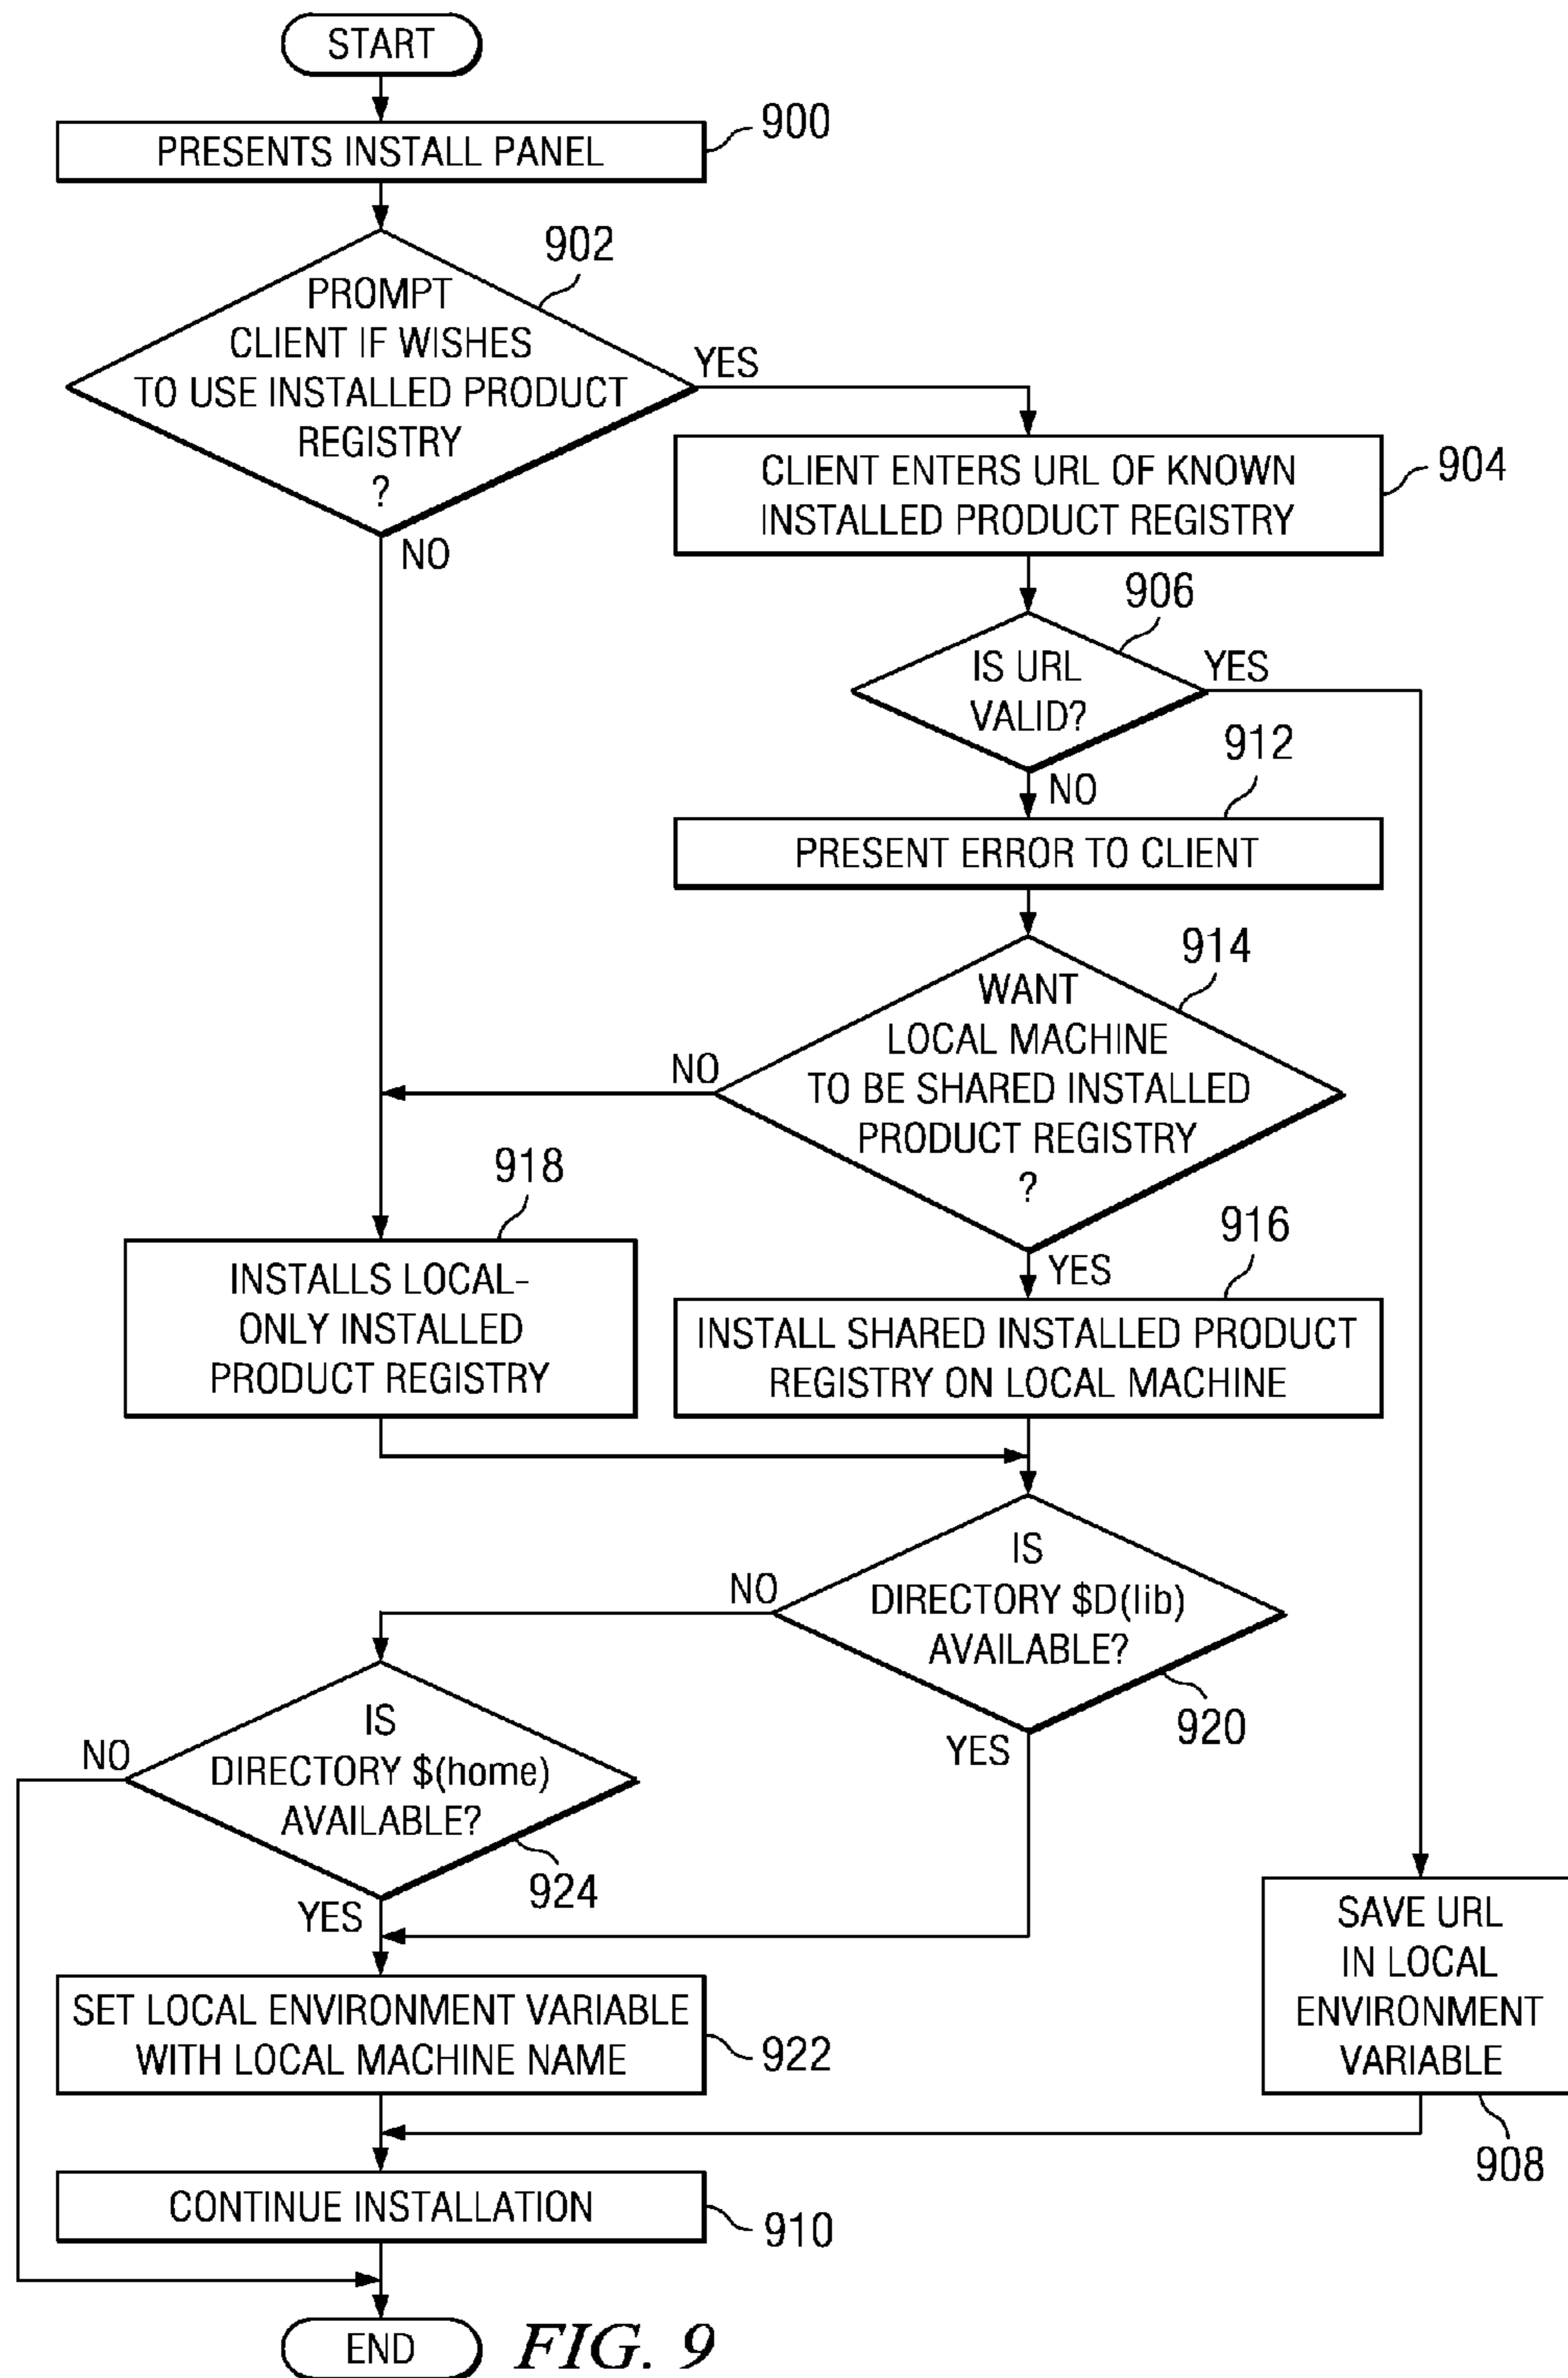 START
PRESENTS INSTALL PANEL
900
902
PROMPT
CLIENT IF WISHES
TO USE INSTALLED PRODUCT
REGISTRY
?
YES
NO
CLIENT ENTERS URL OF KNOWN
INSTALLED PRODUCT REGISTRY
904
906
IS URL
VALID?
YES
NO
912
PRESENT ERROR TO CLIENT
914
WANT
LOCAL MACHINE
TO BE SHARED INSTALLED
PRODUCT REGISTRY
?
NO
YES
918
INSTALLS LOCAL-
ONLY INSTALLED
PRODUCT REGISTRY
916
INSTALL SHARED INSTALLED PRODUCT
REGISTRY ON LOCAL MACHINE
IS
DIRECTORY $D(lib)
AVAILABLE?
NO
YES
920
IS
DIRECTORY $(home)
AVAILABLE?
NO
YES
924
SET LOCAL ENVIRONMENT VARIABLE
WITH LOCAL MACHINE NAME
922
SAVE URL
IN LOCAL
ENVIRONMENT
VARIABLE
908
CONTINUE INSTALLATION
910
END
FIG. 9